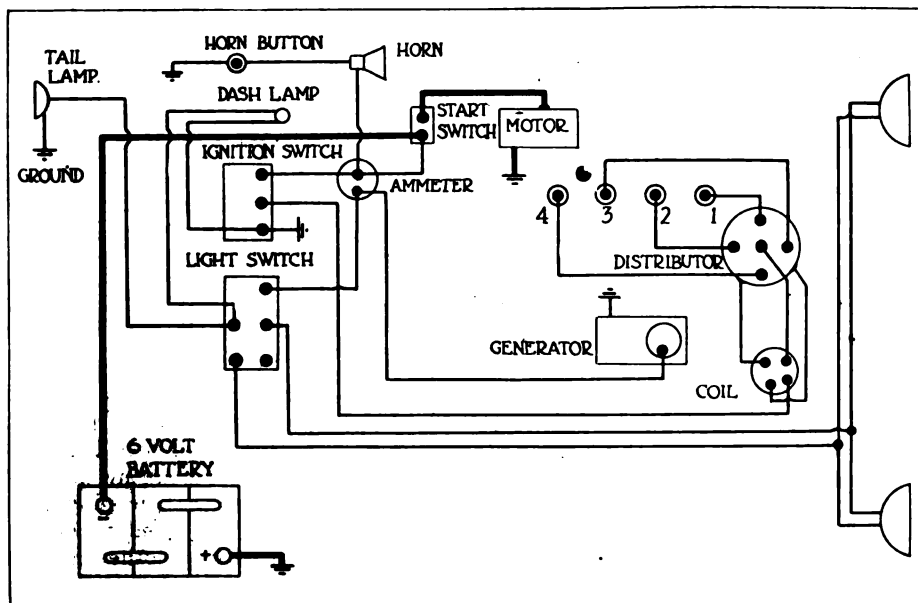 HORN BUTTON
HORN
TAIL
LAMP.
DASH LAMP
START
SWITCH
MOTOR
IGNITION SWITCH
GROUND
AMMETER
4 3 2 1
LIGHT SWITCH
DISTRIBUTOR
GENERATOR
COIL
6 VOLT
BATTERY
-
+